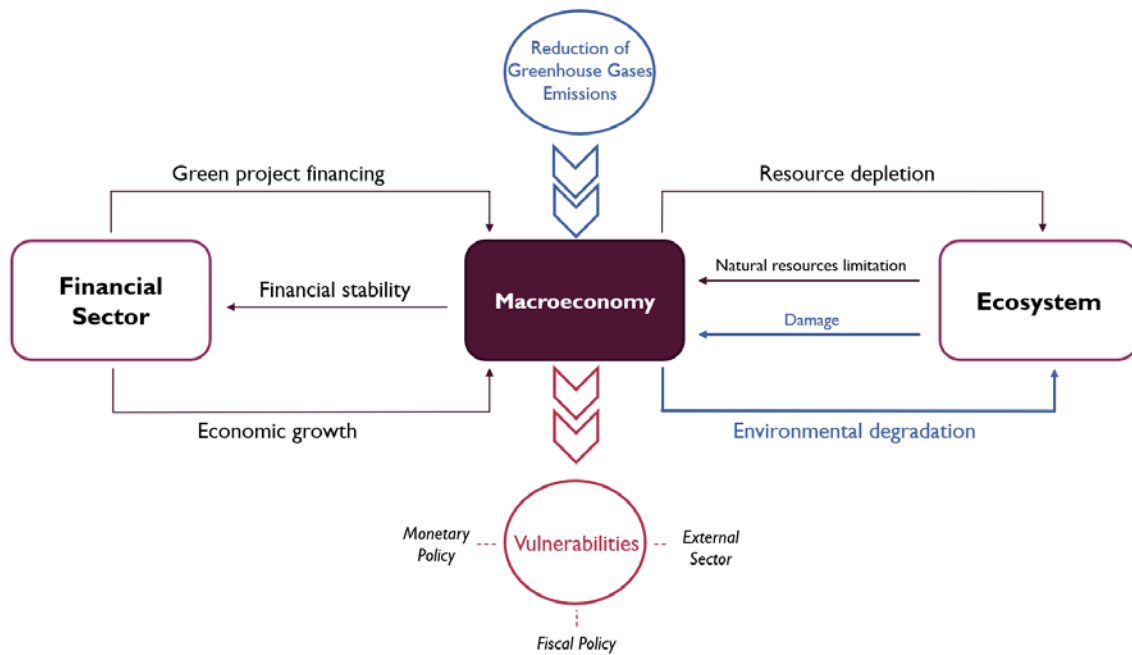 Reduction of
Greenhouse Gases
Emissions
Green project financing
Resource depletion
Financial
Sector
Financial stability
Macroeconomy
Natural resources limitation
Damage
Ecosystem
Economic growth
Environmental degradation
Monetary
Policy
Vulnerabilities
External
Sector
Fiscal Policy